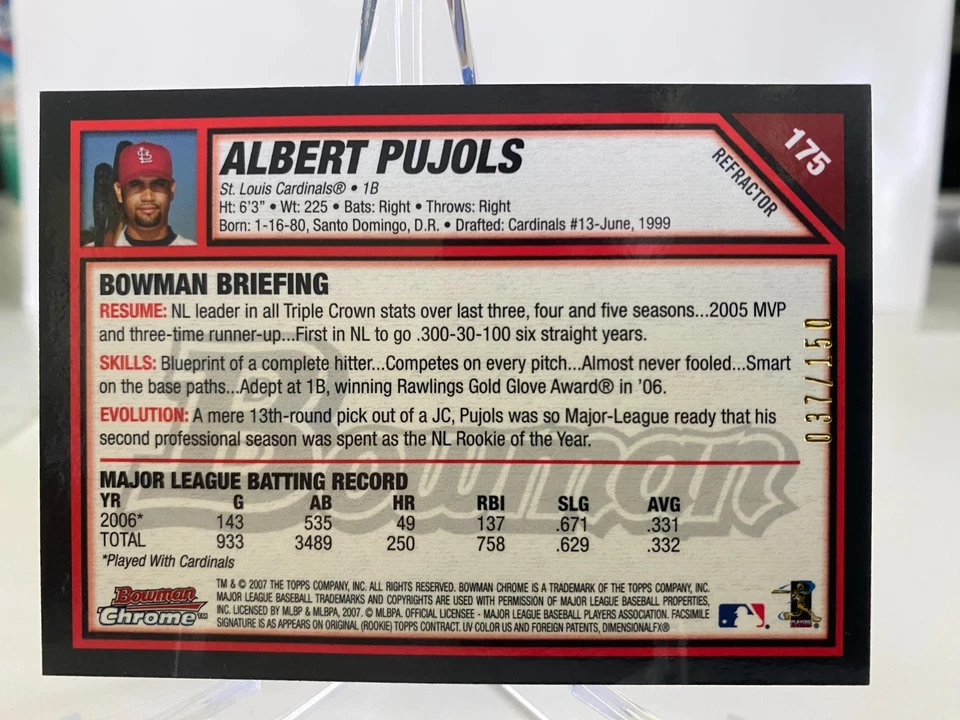 ALBERT PUJOLS
St. Louis Cardinals® • 1B
Ht: 6'3" • Wt: 225 • Bats: Right • Throws: Right
Born: 1-16-80, Santo Domingo, D.R. • Drafted: Cardinals #13-June, 1999
REFRACTOR
175
BOWMAN BRIEFING
RESUME: NL leader in all Triple Crown stats over last three, four and five seasons...2005 MVP
and three-time runner-up...First in NL to go .300-30-100 six straight years.
SKILLS: Blueprint of a complete hitter...Competes on every pitch...Almost never fooled...Smart
on the base paths...Adept at 1B, winning Rawlings Gold Glove Award® in '06.
EVOLUTION: A mere 13th-round pick out of a JC, Pujols was so Major-League ready that his
second professional season was spent as the NL Rookie of the Year.
037/150
Bowman
MAJOR LEAGUE BATTING RECORD
YR G AB HR RBI SLG AVG
2006* 143 535 49 137 .671 .331
TOTAL 933 3489 250 758 .629 .332
*Played With Cardinals
Bowman
Chrome™
TM & © 2007 THE TOPPS COMPANY, INC. ALL RIGHTS RESERVED. BOWMAN CHROME IS A TRADEMARK OF THE TOPPS COMPANY, INC.
MAJOR LEAGUE BASEBALL TRADEMARKS AND COPYRIGHTS ARE USED WITH PERMISSION OF MAJOR LEAGUE BASEBALL PROPERTIES,
INC. LICENSED BY MLBP & MLBPA, 2007. © MLBPA. OFFICIAL LICENSEE - MAJOR LEAGUE BASEBALL PLAYERS ASSOCIATION. FACSIMILE
SIGNATURE IS AS APPEARS ON ORIGINAL (ROOKIE) TOPPS CONTRACT. UV COLOR US AND FOREIGN PATENTS, DIMENSIONALFX®
PLAYERS